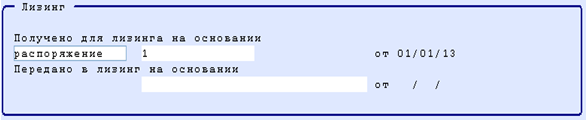 Лизинг
Получено для лизинга на основании
распоряжение 1 от 01/01/13
Передано в лизинг на основании
от / /